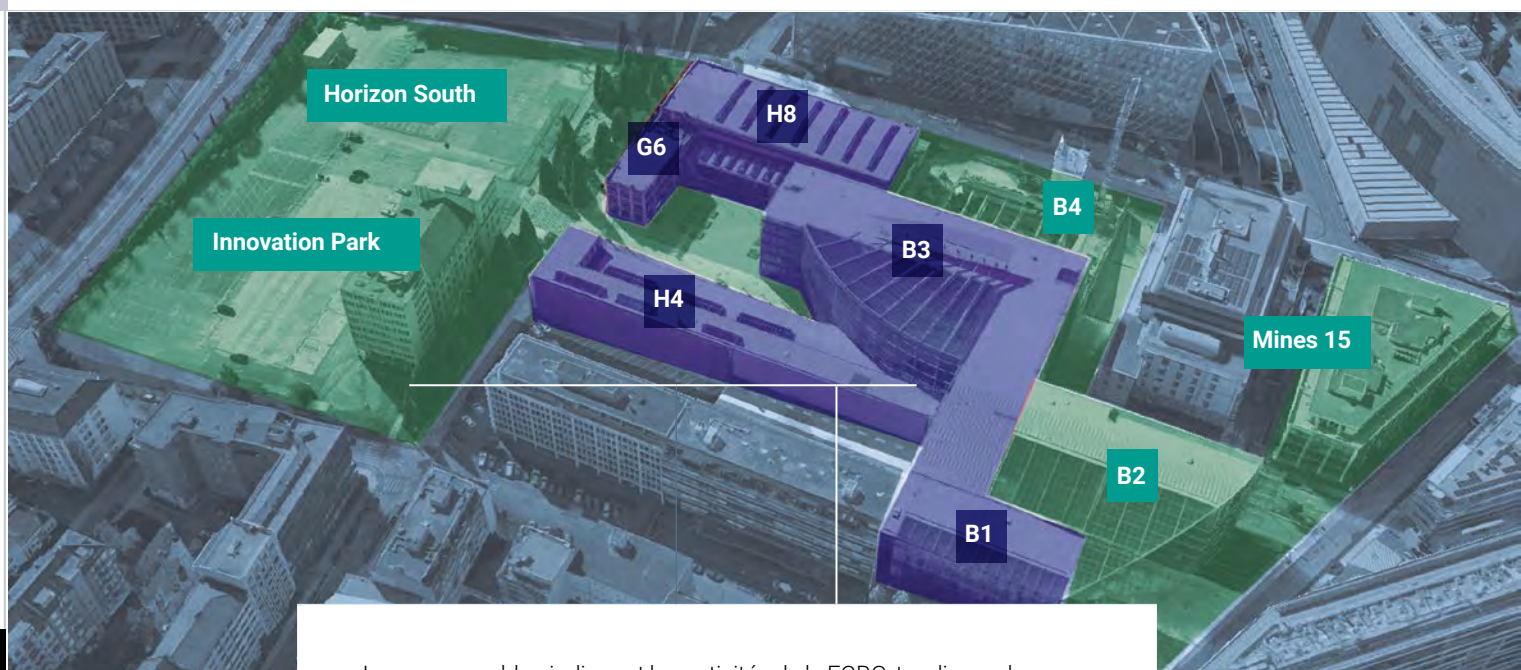 Horizon South
H8
G6
B4
Innovation Park
B3
H4
Mines 15
B2
B1